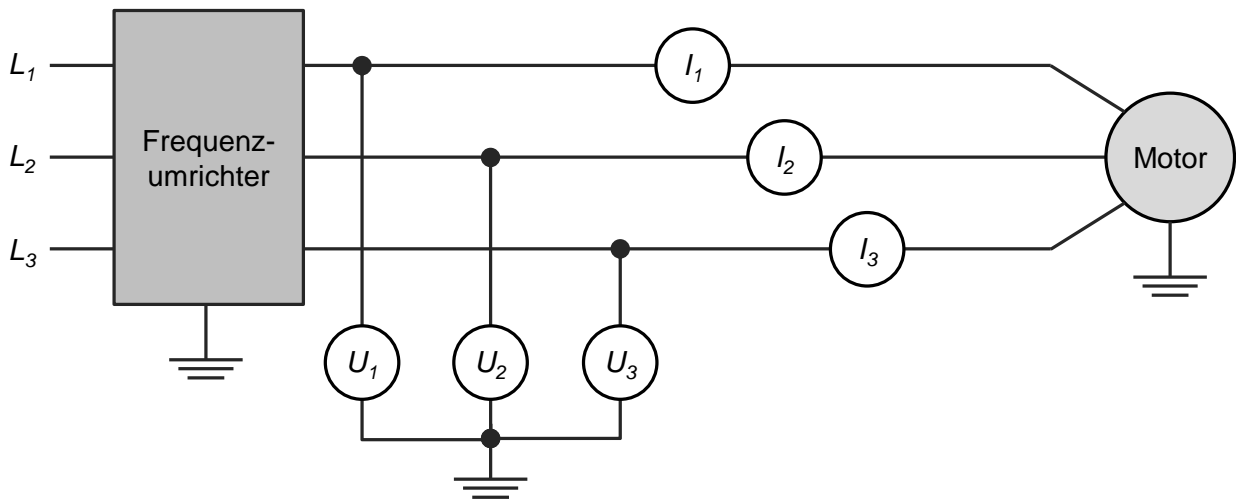 L1
L2
L3
Frequenz-
umrichter
I1
I2
I3
Motor
U1
U2
U3